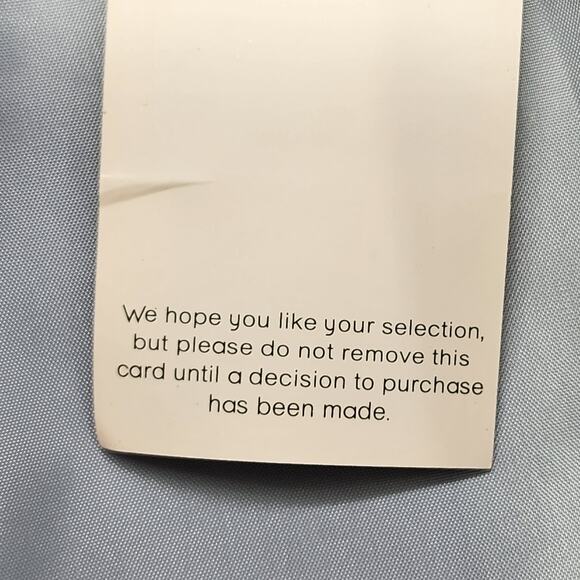 We hope you like your selection,
but please do not remove this
card until a decision to purchase
has been made.